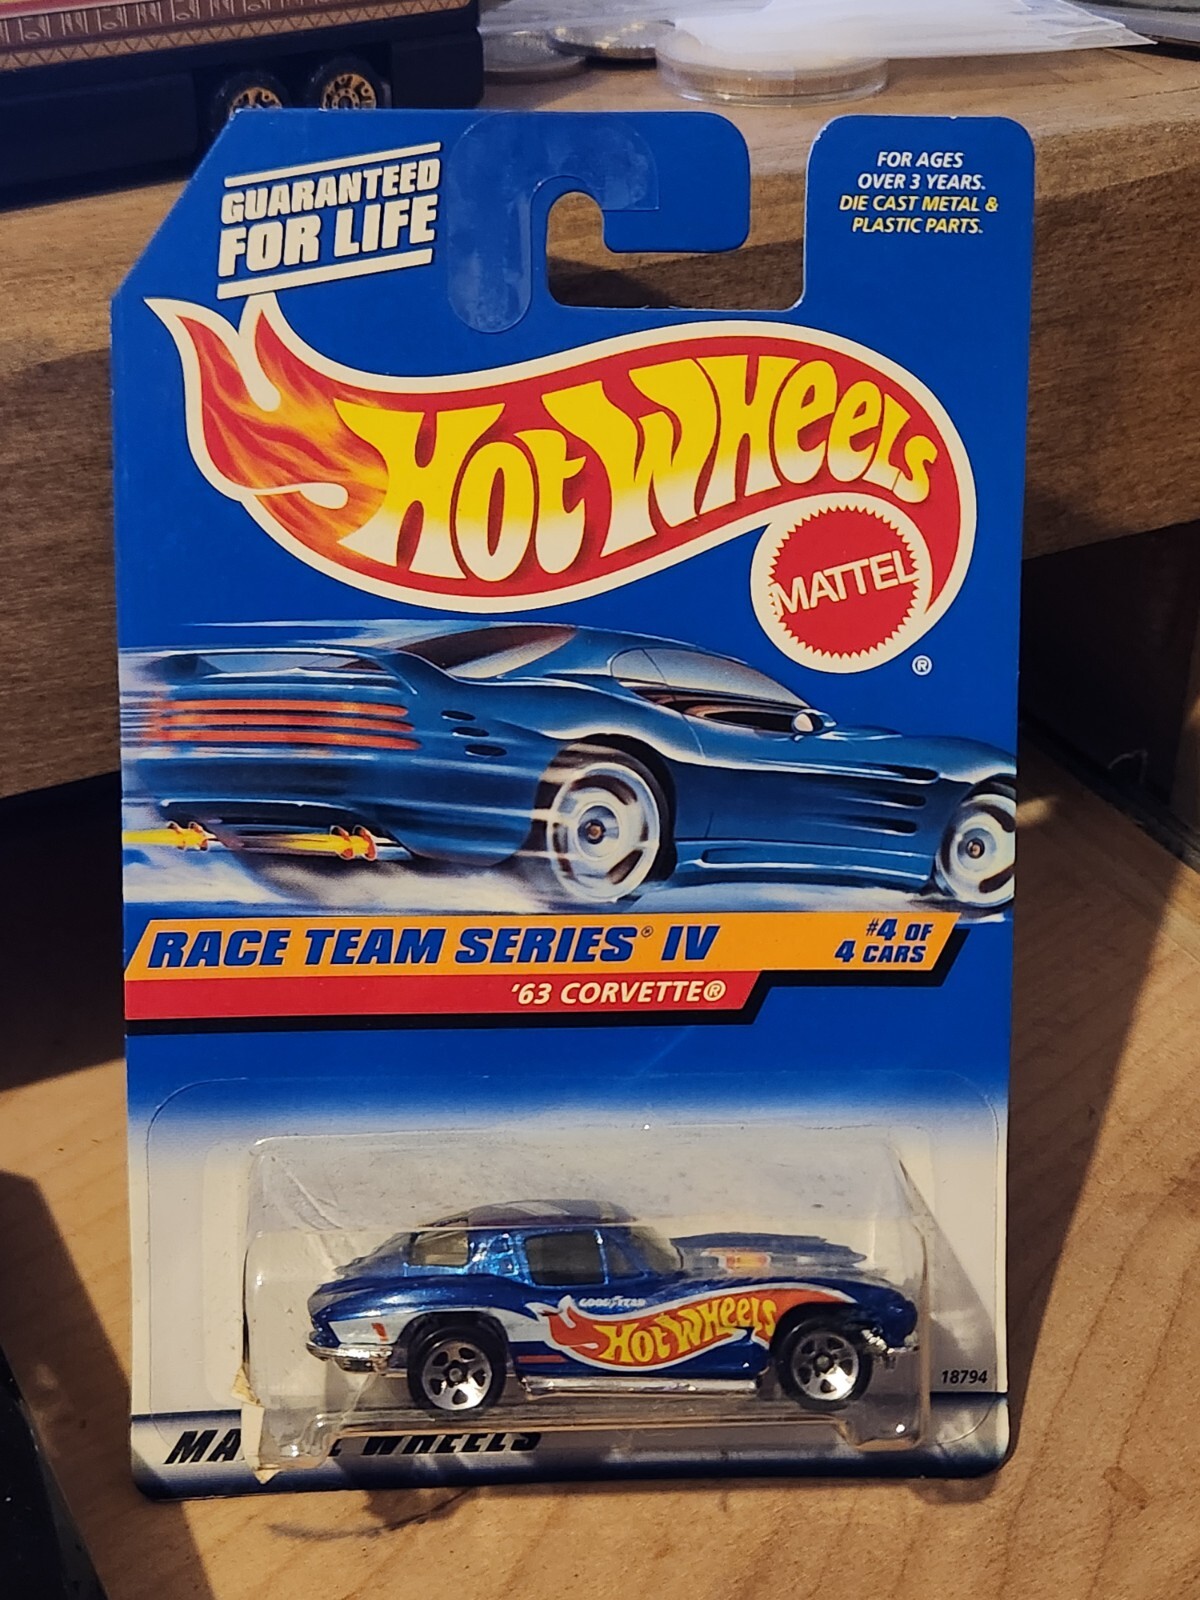 GUARANTEED
FOR LIFE
FOR AGES
OVER 3 YEARS.
DIE CAST METAL &
PLASTIC PARTS.
HOT WHEELS
MATTEL
®
RACE TEAM SERIES® IV
#4 OF
4 CARS
'63 CORVETTE®
GOODYEAR
HOT WHEELS
18794
WHEELS